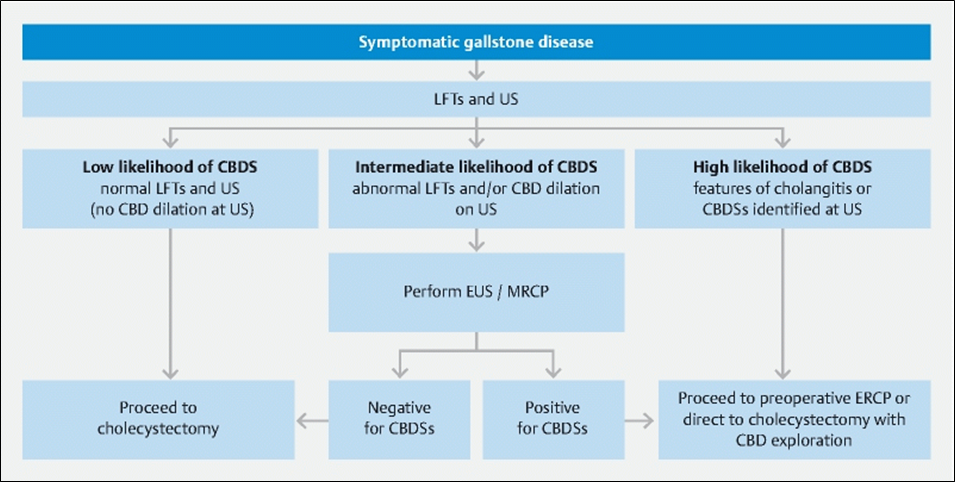 Symptomatic gallstone disease
LFTs and US
Low likelihood of CBDS
normal LFTs and US
(no CBD dilation at US)
Intermediate likelihood of CBDS
abnormal LFTs and/or CBD dilation
on US
High likelihood of CBDS
features of cholangitis or
CBDSs identified at US
Perform EUS / MRCP
Proceed to
cholecystectomy
Negative
for CBDSs
Positive
for CBDSs
Proceed to preoperative ERCP or
direct to cholecystectomy with
CBD exploration